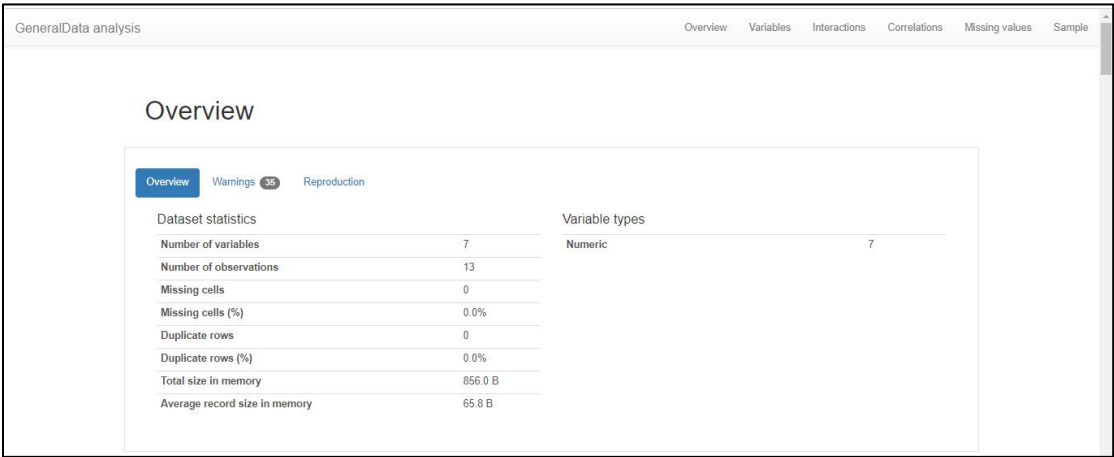 GeneralData analysis Overview Variables Interactions Correlations Missing values Sample
Overview
Overview Warnings 35 Reproduction
Dataset statistics
Number of variables 7
Number of observations 13
Missing cells 0
Missing cells (%) 0.0%
Duplicate rows 0
Duplicate rows (%) 0.0%
Total size in memory 856.0 B
Average record size in memory 65.8 B
Variable types
Numeric 7